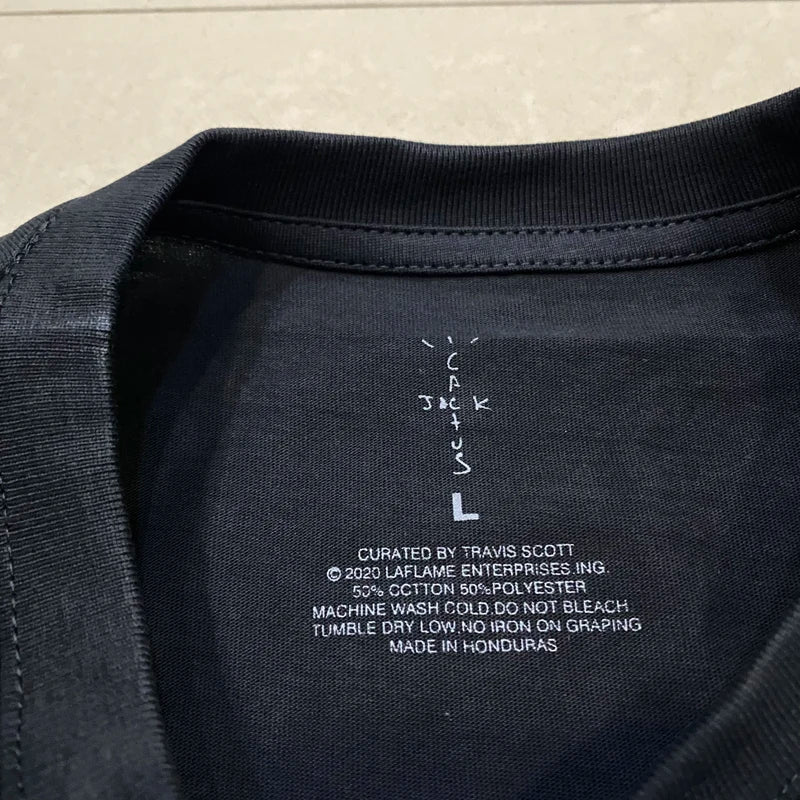 CACTUS
JACK
L
CURATED BY TRAVIS SCOTT
© 2020 LAFLAME ENTERPRISES.ING.
50% CCTTON 50%POLYESTER
MACHINE WASH COLD.DO NOT BLEACH
TUMBLE DRY LOW.NO IRON ON GRAPING
MADE IN HONDURAS